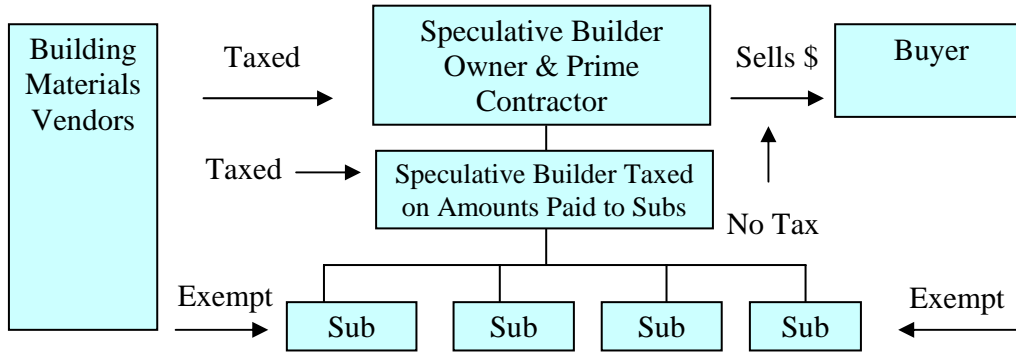 Building
Materials
Vendors
Taxed
Speculative Builder
Owner & Prime
Contractor
Sells $
Buyer
Taxed
Speculative Builder Taxed
on Amounts Paid to Subs
No Tax
Exempt
Sub
Sub
Sub
Sub
Exempt